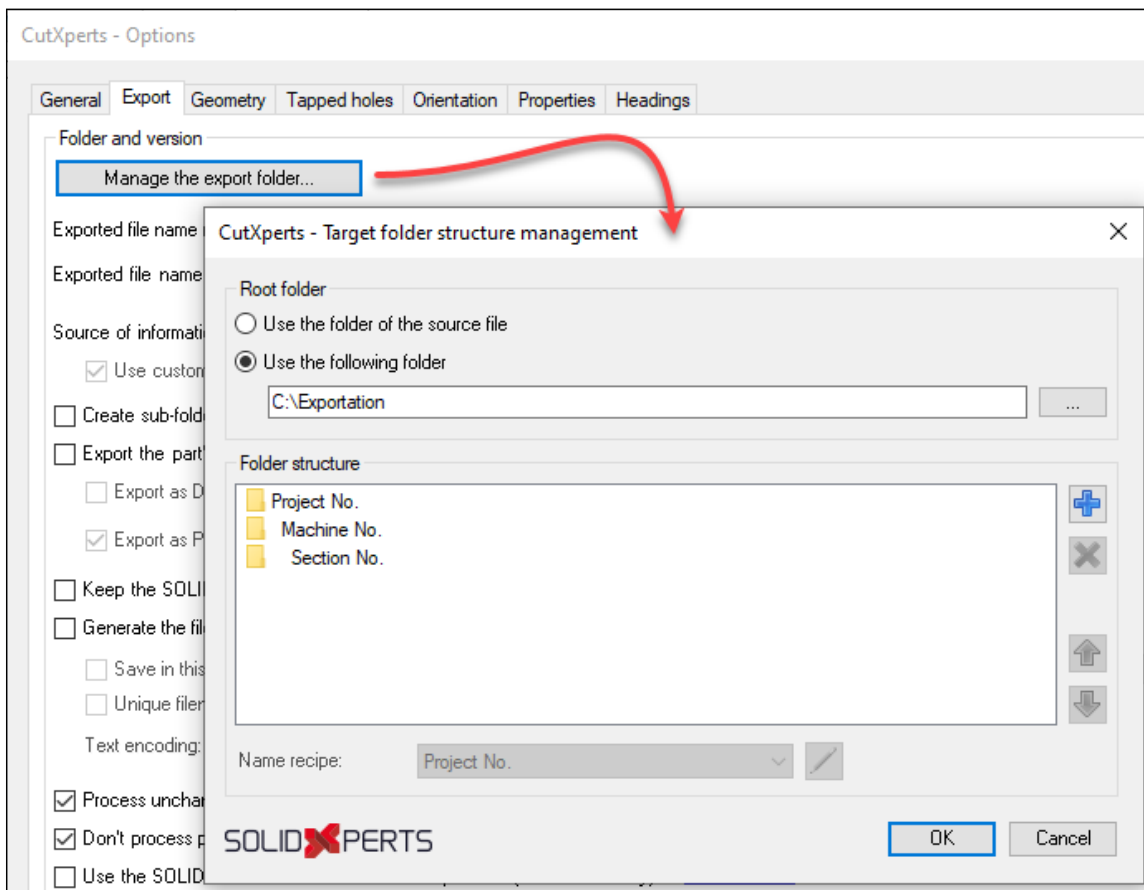 CutXperts - Options
General Export Geometry Tapped holes Orientation Properties Headings
Folder and version
Manage the export folder...
Exported file name
CutXperts - Target folder structure management
Exported file name
Root folder
Use the folder of the source file
Source of informati
Use the following folder
Use custon
C:\Exportation
...
Create sub-fold
Export the part'
Folder structure
Export as D
Project No.
Machine No.
Export as P
Section No.
Keep the SOLI
Generate the fil
Save in this
Unique filer
Text encoding:
Name recipe:
Project No.
Process unchar
Don't process p
SOLIDXPERTS
OK
Cancel
Use the SOLID